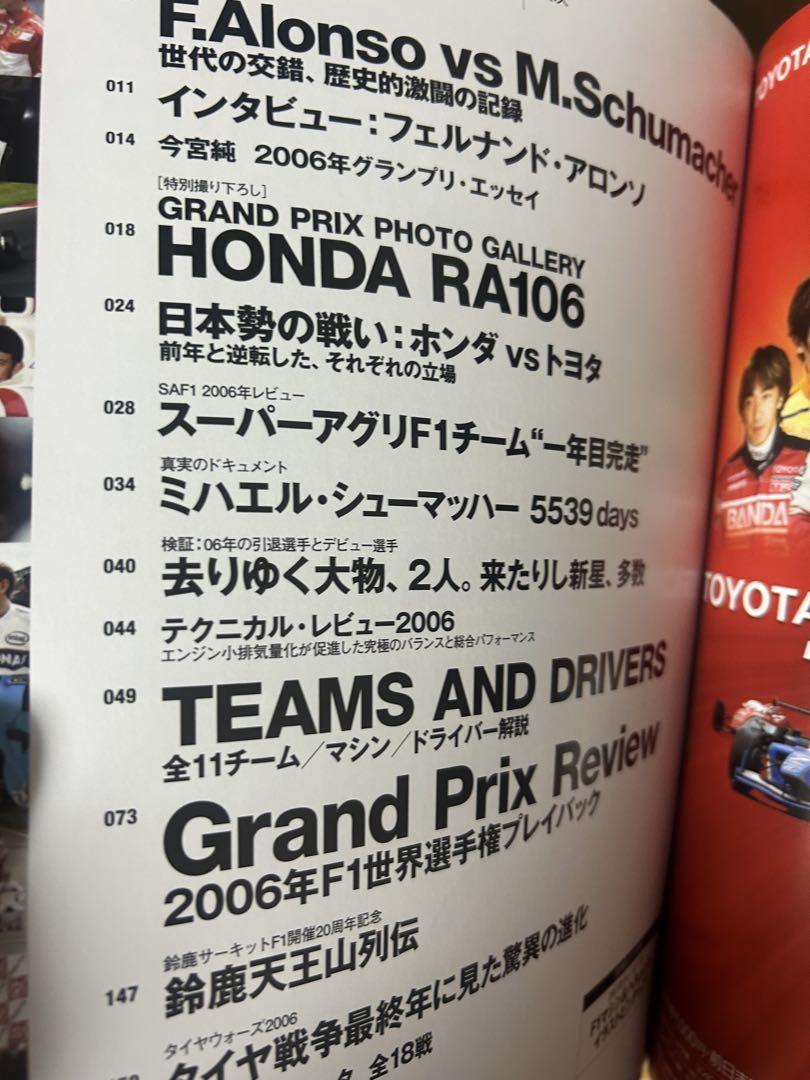 F.Alonso vs M.Schumacher
世代の交錯、歴史的激闘の記録
011
インタビュー：フェルナンド・アロンソ
014
今宮純 2006年グランプリ・エッセイ
[特別撮り下ろし]
GRAND PRIX PHOTO GALLERY
018
HONDA RA106
024
日本勢の戦い：ホンダ vs トヨタ
前年と逆転した、それぞれの立場
SAF1 2006年レビュー
028
スーパーアグリF1チーム“一年目完走”
真実のドキュメント
034
ミハエル・シューマッハー 5539 days
検証：06年の引退選手とデビュー選手
040
去りゆく大物、2人。来たりし新星、多数
044
テクニカル・レビュー2006
エンジン小排気量化が促進した究極のバランスと総合パフォーマンス
049
TEAMS AND DRIVERS
全11チーム／マシン／ドライバー解説
073
Grand Prix Review
2006年F1世界選手権プレイバック
鈴鹿サーキットF1開催20周年記念
147
鈴鹿天王山列伝
タイヤウォーズ2006
タイヤ戦争最終年に見た驚異の進化
全18戦
TOYOTA
BANDA
TOYOTA
intel